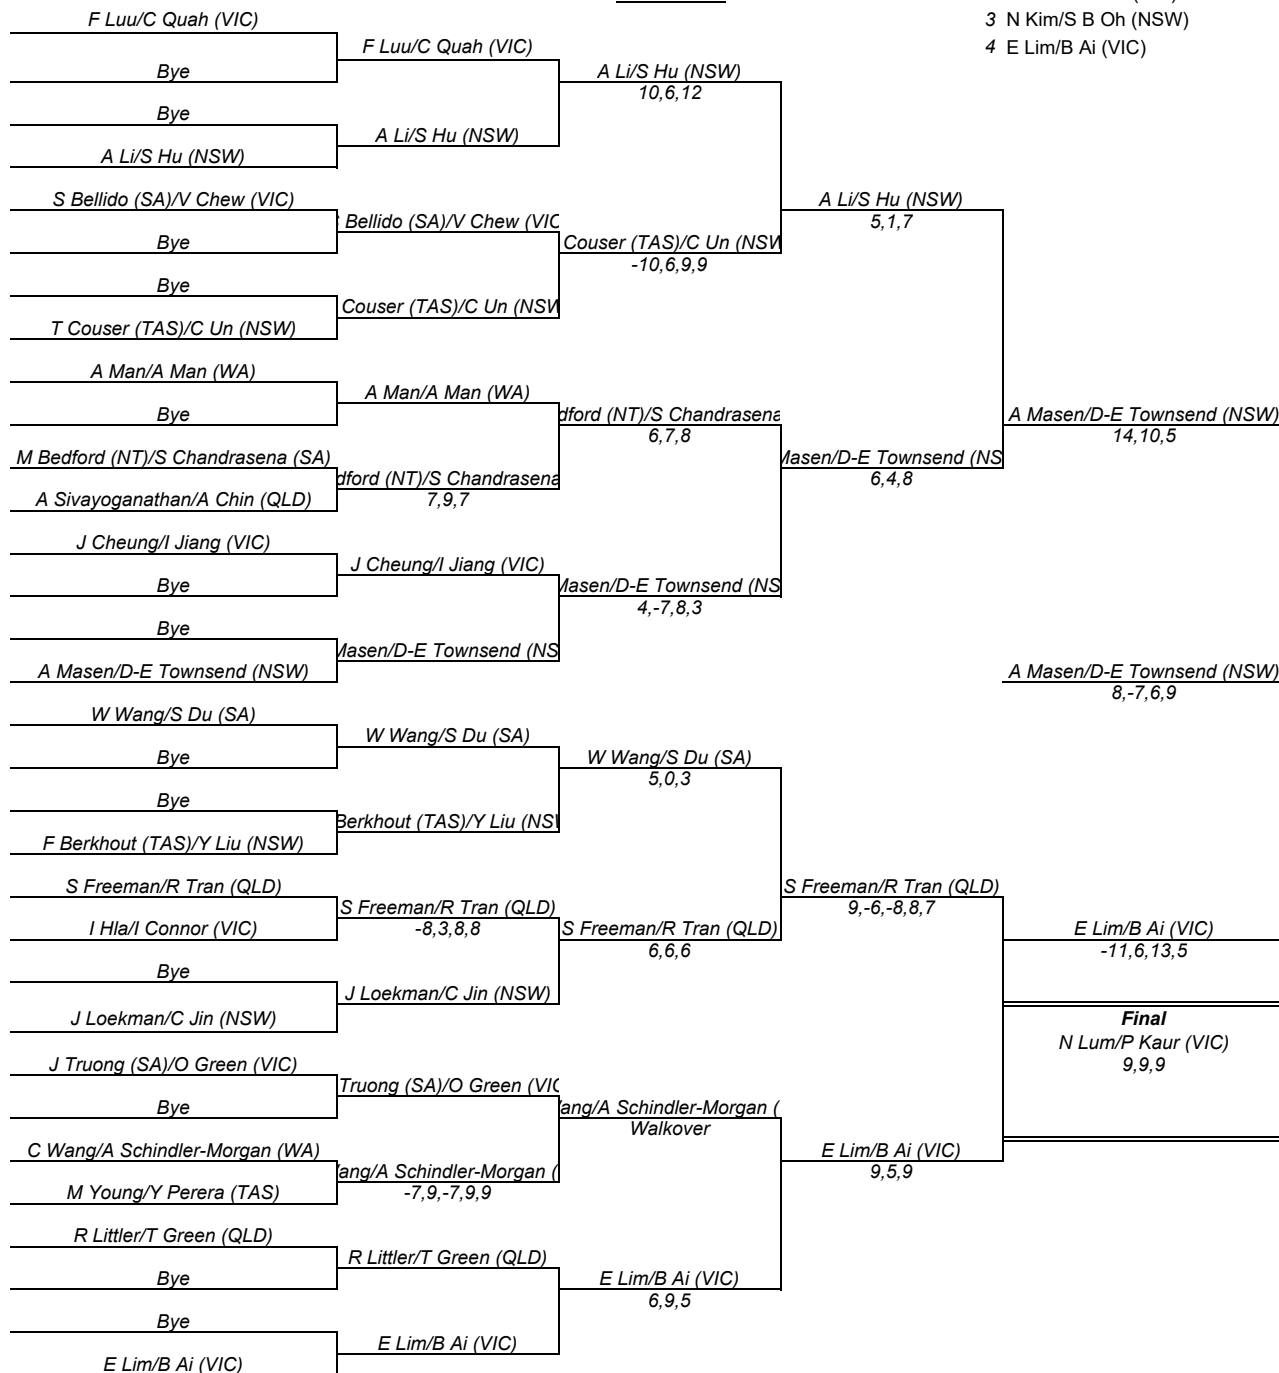 3 N Kim/S B Oh (NSW)
4 E Lim/B Ai (VIC)
F Luu/C Quah (VIC)
Bye
Bye
A Li/S Hu (NSW)
S Bellido (SA)/V Chew (VIC)
Bye
Bye
T Couser (TAS)/C Un (NSW)
A Man/A Man (WA)
Bye
M Bedford (NT)/S Chandrasena (SA)
A Sivayoganathan/A Chin (QLD)
J Cheung/I Jiang (VIC)
Bye
Bye
A Masen/D-E Townsend (NSW)
W Wang/S Du (SA)
Bye
Bye
F Berkhout (TAS)/Y Liu (NSW)
S Freeman/R Tran (QLD)
I Hla/I Connor (VIC)
Bye
J Loekman/C Jin (NSW)
J Truong (SA)/O Green (VIC)
Bye
C Wang/A Schindler-Morgan (WA)
M Young/Y Perera (TAS)
R Littler/T Green (QLD)
Bye
Bye
E Lim/B Ai (VIC)
F Luu/C Quah (VIC)
A Li/S Hu (NSW)
Bellido (SA)/V Chew (VIC
Couser (TAS)/C Un (NSW
A Man/A Man (WA)
dford (NT)/S Chandrasena
7,9,7
J Cheung/I Jiang (VIC)
Masen/D-E Townsend (NS
W Wang/S Du (SA)
Berkhout (TAS)/Y Liu (NSW
S Freeman/R Tran (QLD)
-8,3,8,8
J Loekman/C Jin (NSW)
Truong (SA)/O Green (VIC
ang/A Schindler-Morgan (
-7,9,-7,9,9
R Littler/T Green (QLD)
E Lim/B Ai (VIC)
A Li/S Hu (NSW)
10,6,12
Couser (TAS)/C Un (NSW
-10,6,9,9
dford (NT)/S Chandrasena
6,7,8
Masen/D-E Townsend (NS
4,-7,8,3
W Wang/S Du (SA)
5,0,3
S Freeman/R Tran (QLD)
6,6,6
ang/A Schindler-Morgan (
Walkover
E Lim/B Ai (VIC)
6,9,5
A Li/S Hu (NSW)
5,1,7
Masen/D-E Townsend (NS
6,4,8
S Freeman/R Tran (QLD)
9,-6,-8,8,7
E Lim/B Ai (VIC)
9,5,9
A Masen/D-E Townsend (NSW)
14,10,5
A Masen/D-E Townsend (NSW)
8,-7,6,9
E Lim/B Ai (VIC)
-11,6,13,5
Final
N Lum/P Kaur (VIC)
9,9,9